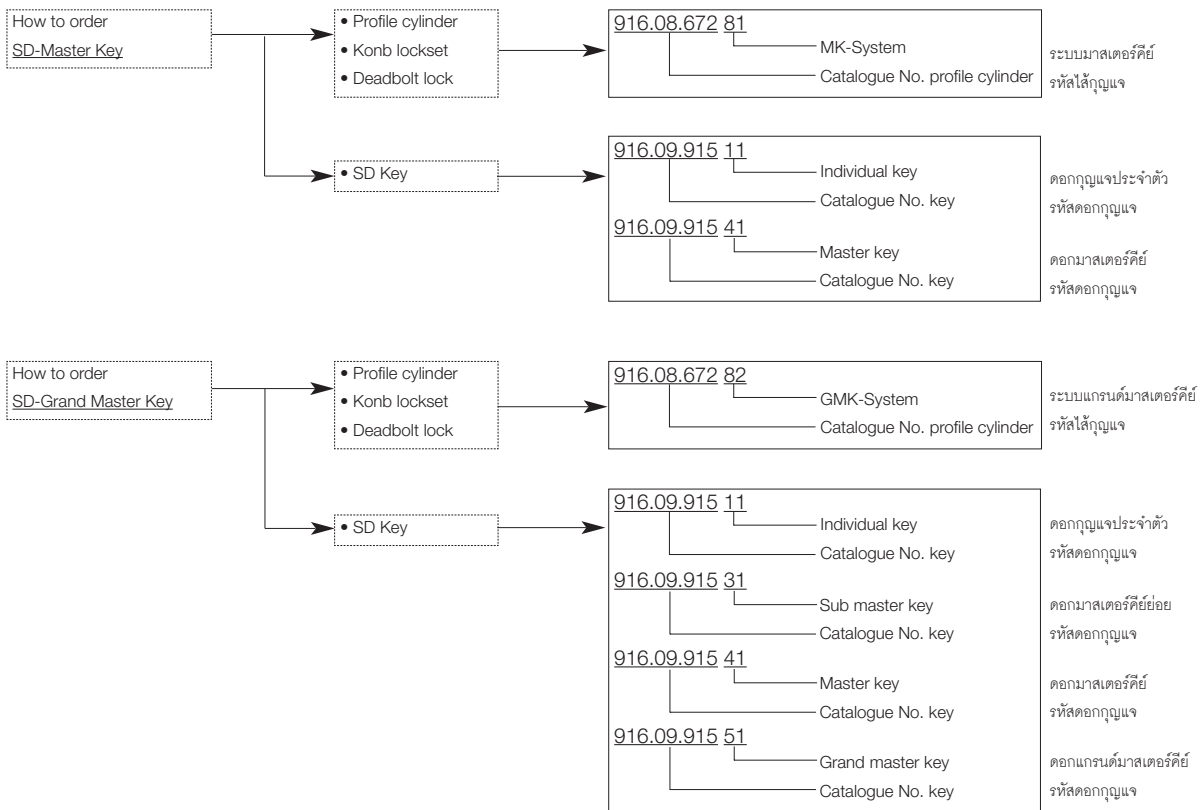 How to order
SD-Master Key
• Profile cylinder
• Konb lockset
• Deadbolt lock
916.08.672 81
MK-System
ระบบมาสเตอร์คีย์
Catalogue No. profile cylinder
รหัสไส้กุญแจ
• SD Key
916.09.915 11
Individual key
ดอกกุญแจประจำตัว
Catalogue No. key
รหัสดอกกุญแจ
916.09.915 41
Master key
ดอกมาสเตอร์คีย์
Catalogue No. key
รหัสดอกกุญแจ
How to order
SD-Grand Master Key
• Profile cylinder
• Konb lockset
• Deadbolt lock
916.08.672 82
GMK-System
ระบบแกรนด์มาสเตอร์คีย์
Catalogue No. profile cylinder
รหัสไส้กุญแจ
• SD Key
916.09.915 11
Individual key
ดอกกุญแจประจำตัว
Catalogue No. key
รหัสดอกกุญแจ
916.09.915 31
Sub master key
ดอกมาสเตอร์คีย์ย่อย
Catalogue No. key
รหัสดอกกุญแจ
916.09.915 41
Master key
ดอกมาสเตอร์คีย์
Catalogue No. key
รหัสดอกกุญแจ
916.09.915 51
Grand master key
ดอกแกรนด์มาสเตอร์คีย์
Catalogue No. key
รหัสดอกกุญแจ